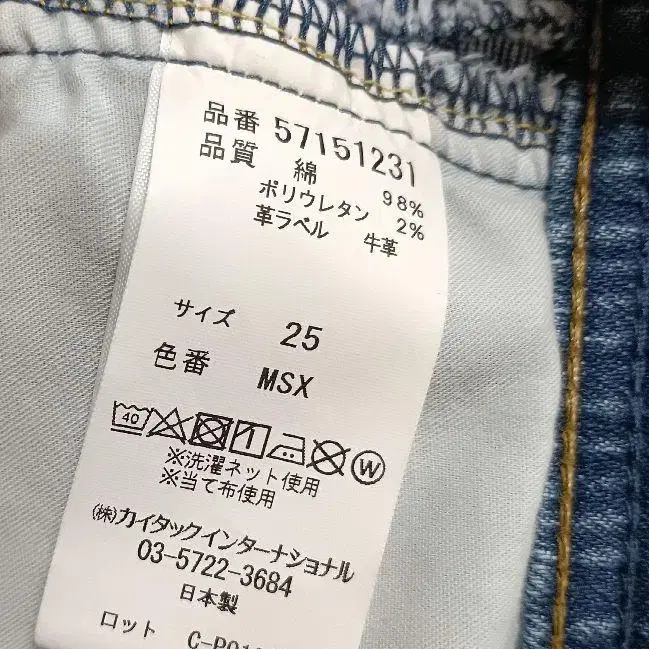 品番 57151231
品質 綿 98%
ポリウレタン 2%
革ラベル 牛革
サイズ 25
色番 MSX
40 1 W
※洗濯ネット使用
※当て布使用
(株)カイタックインターナショナル
03-5722-3684
日本製
ロット